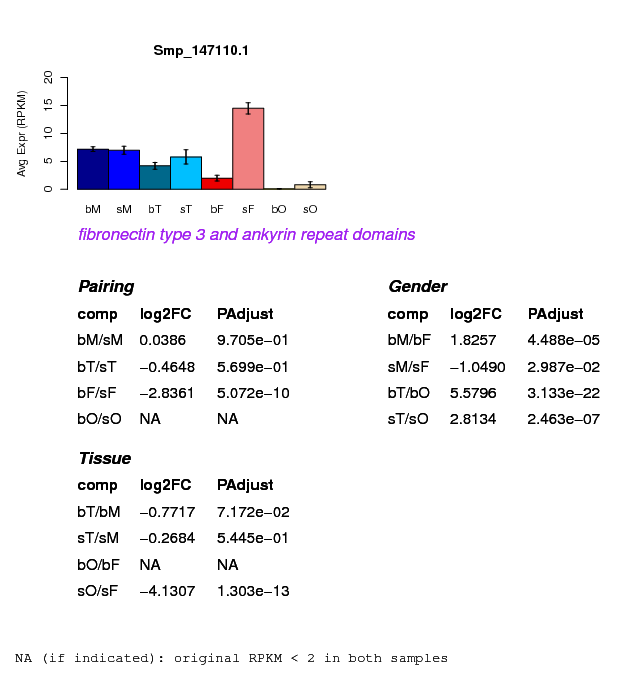 Smp_147110.1
Avg Expr (RPKM)
20
15
10
5
0
bM sM bT sT bF sF bO sO
fibronectin type 3 and ankyrin repeat domains
Pairing
comp log2FC PAdjust
bM/sM 0.0386 9.705e−01
bT/sT −0.4648 5.699e−01
bF/sF −2.8361 5.072e−10
bO/sO NA NA
Gender
comp log2FC PAdjust
bM/bF 1.8257 4.488e−05
sM/sF −1.0490 2.987e−02
bT/bO 5.5796 3.133e−22
sT/sO 2.8134 2.463e−07
Tissue
comp log2FC PAdjust
bT/bM −0.7717 7.172e−02
sT/sM −0.2684 5.445e−01
bO/bF NA NA
sO/sF −4.1307 1.303e−13
NA (if indicated): original RPKM < 2 in both samples